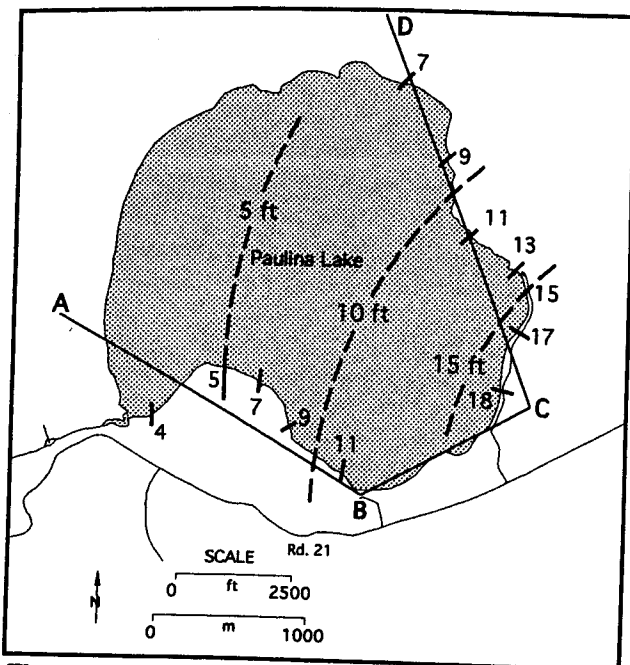 D
7
9
5 ft
11
Paulina Lake
13
A
15
10 ft
17
15 ft
5
7
18
C
4
9
11
B
Rd. 21
SCALE
0 ft 2500
N
0 m 1000